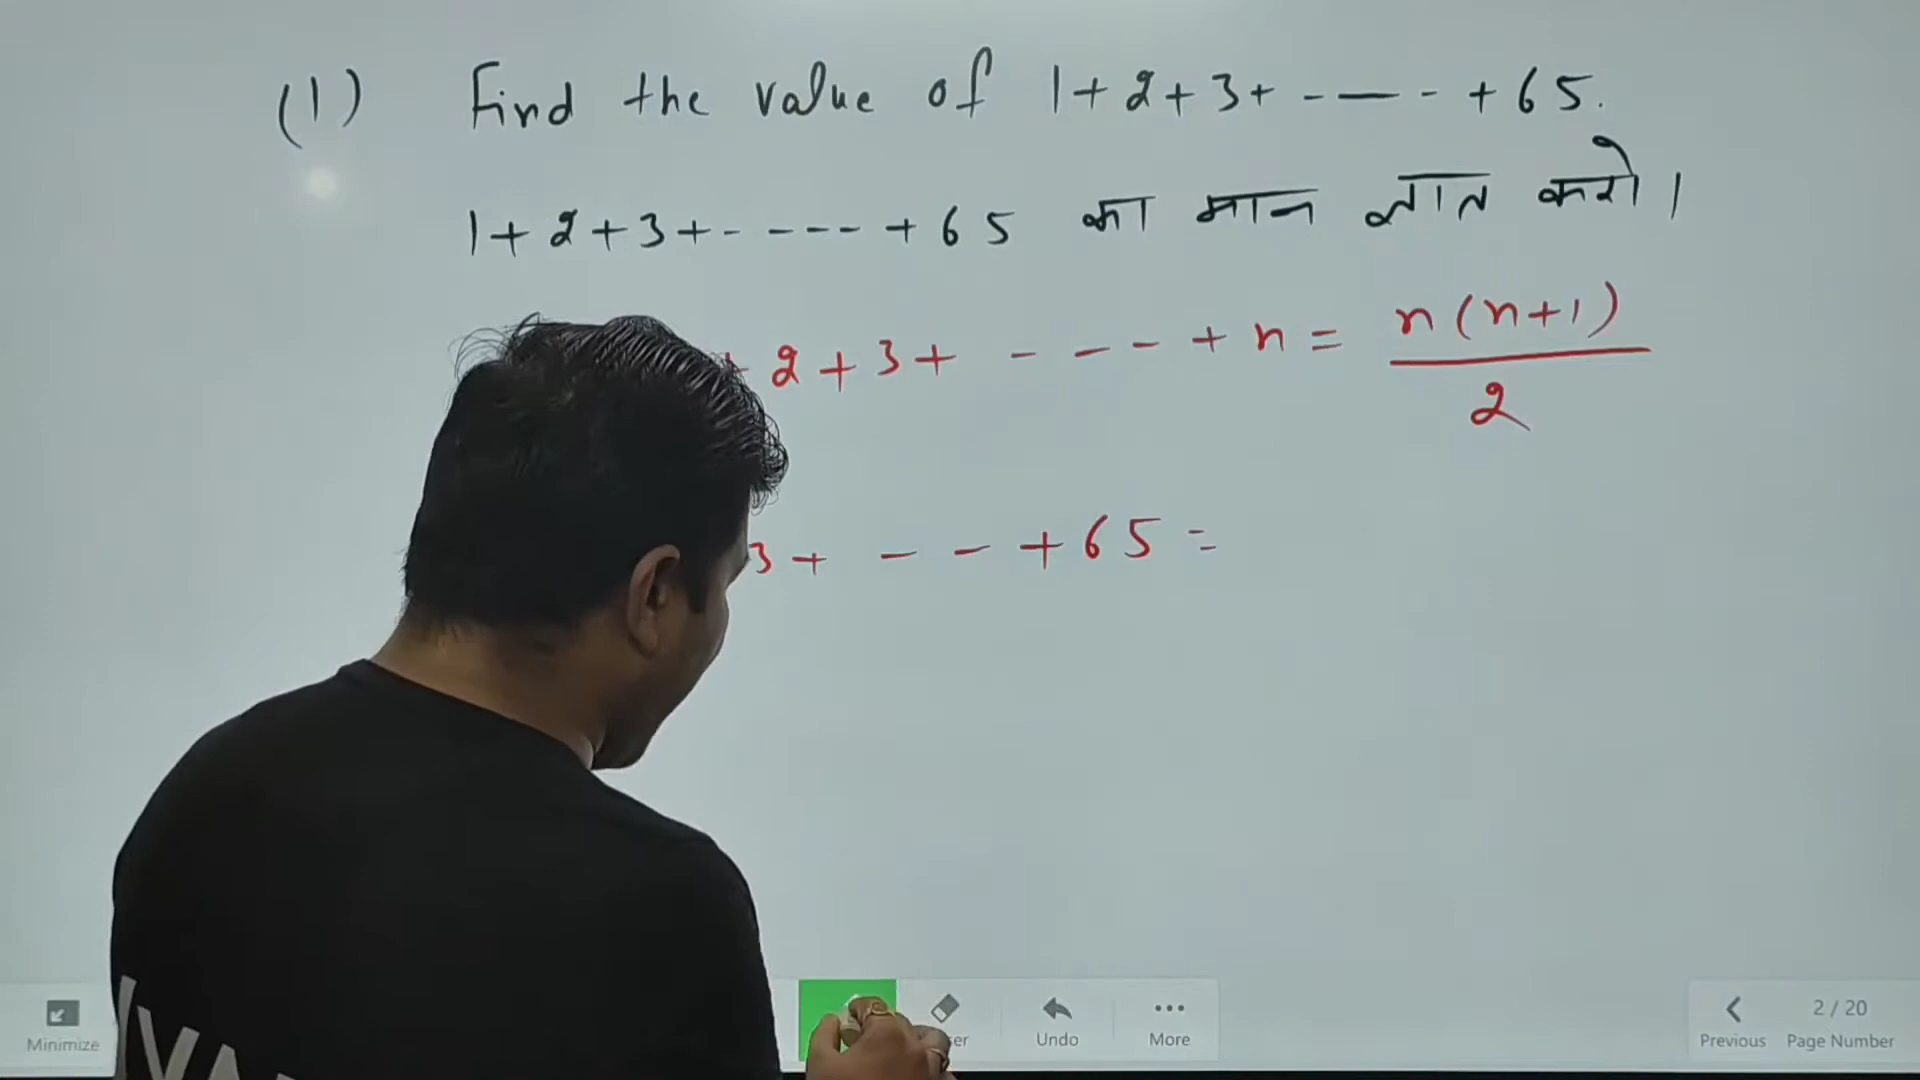 (1) Find the value of 1+2+3+ ----- +65.
1+2+3+----- +65 का मान ज्ञात करो।
2+3+ ---- +n = n(n+1)/2
3+ -- +65 =
Minimize
Undo
More
Previous
2 / 20
Page Number